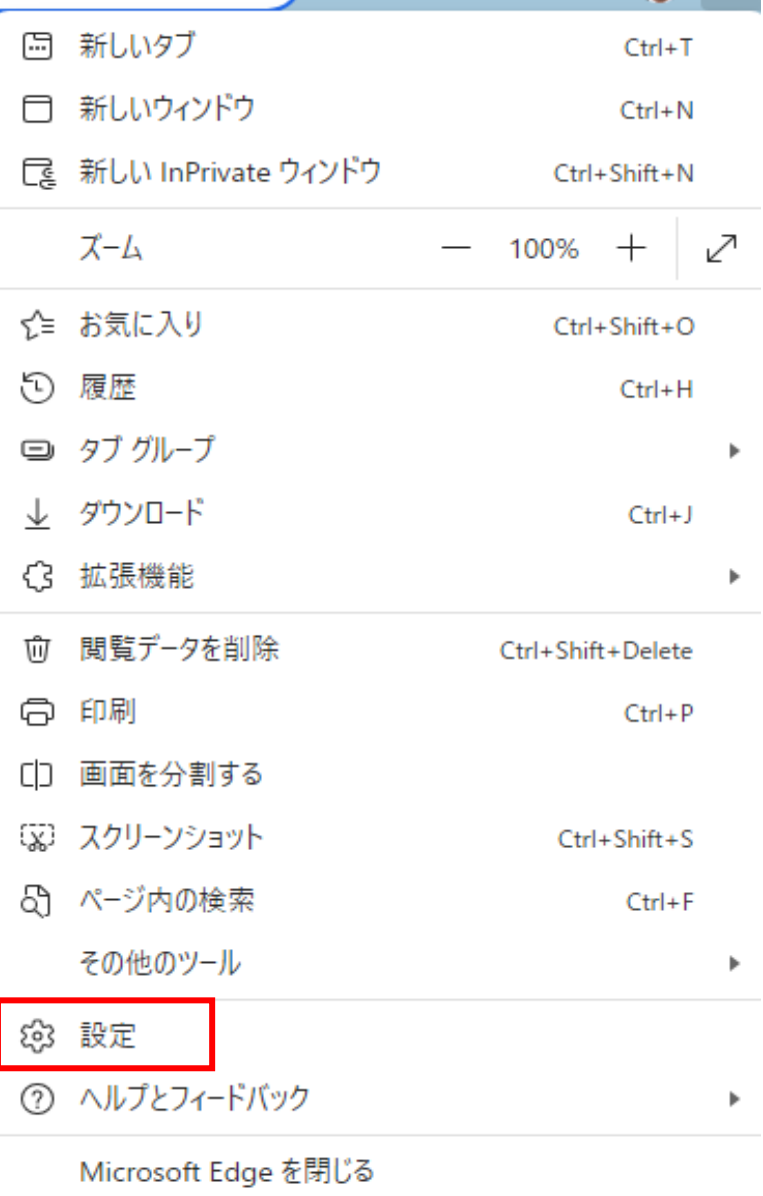 新しいタブ Ctrl+T
新しいウィンドウ Ctrl+N
新しい InPrivate ウィンドウ Ctrl+Shift+N
ズーム — 100% +
お気に入り Ctrl+Shift+O
履歴 Ctrl+H
タブ グループ
ダウンロード Ctrl+J
拡張機能
閲覧データを削除 Ctrl+Shift+Delete
印刷 Ctrl+P
画面を分割する
スクリーンショット Ctrl+Shift+S
ページ内の検索 Ctrl+F
その他のツール
設定
ヘルプとフィードバック
Microsoft Edge を閉じる